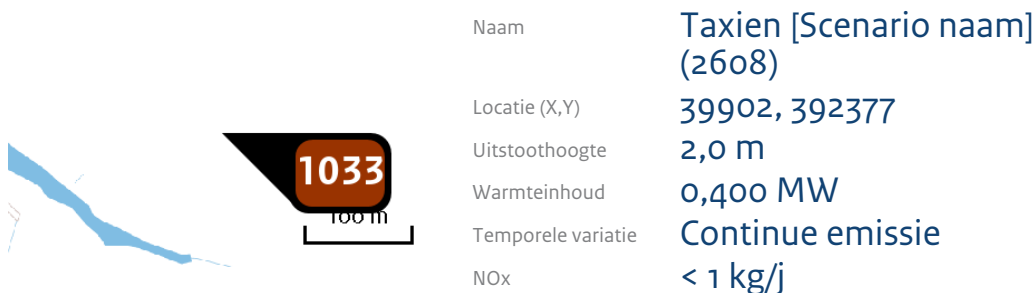 Naam Taxien [Scenario naam]
(2608)
Locatie (X,Y) 39902, 392377
Uitstoothoogte 2,0 m
Warmteinhoud 0,400 MW
Temporele variatie Continue emissie
NOx < 1 kg/j
1033
100 m